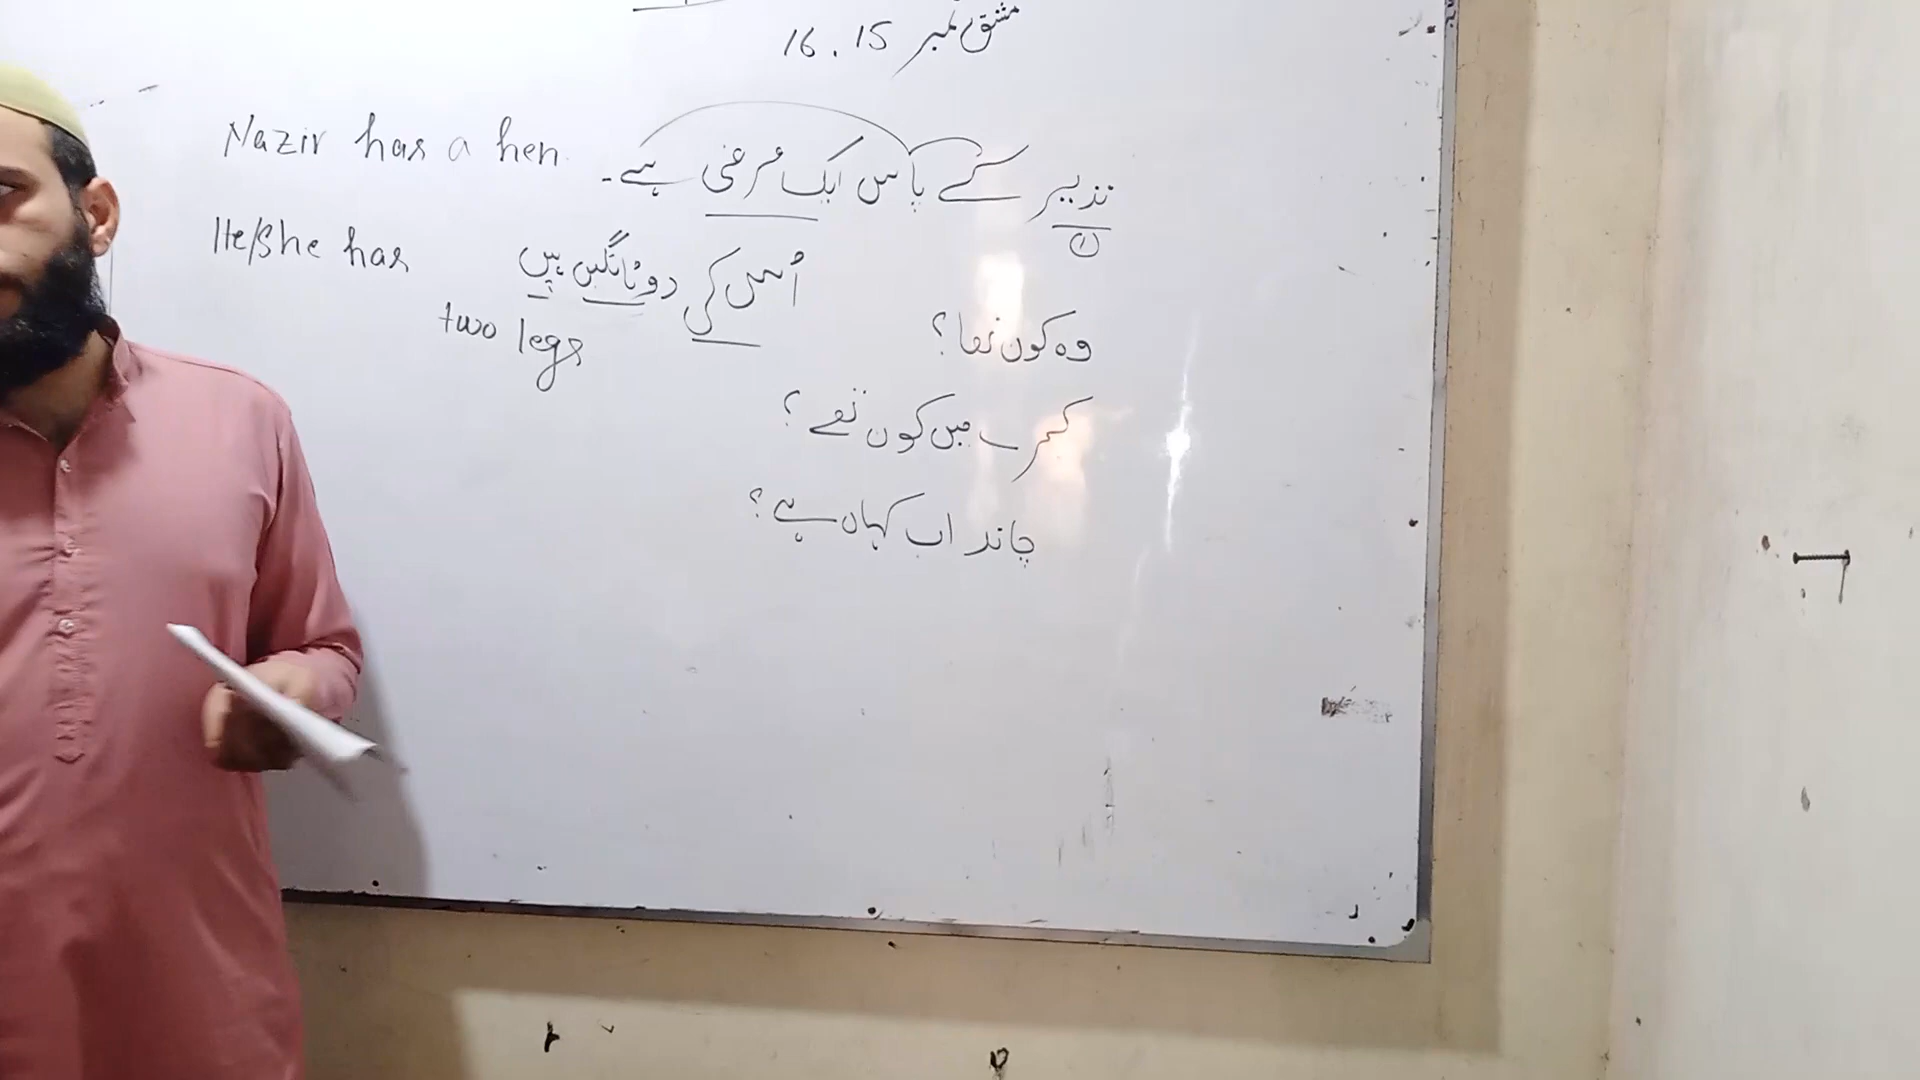 مشق نمبر 15 . 16
نذیر کے پاس ایک مرغی ہے۔ Nazir has a hen.
①
اُس کی دو ٹانگیں ہیں He/She has
two legs
وہ کون تھا؟
کمرے میں کون تھے؟
چاند اب کہاں ہے؟